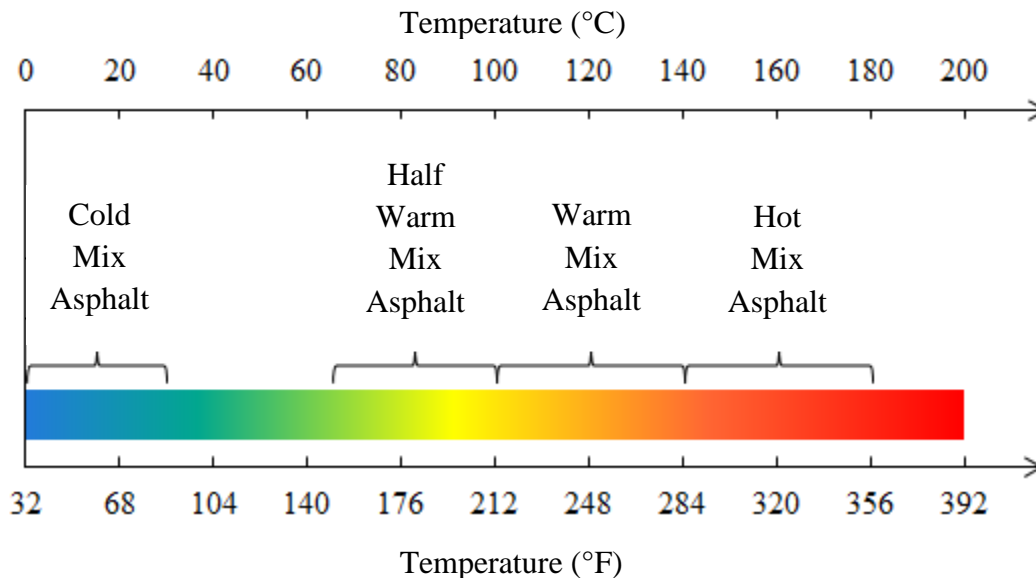 Temperature (°C)
0 20 40 60 80 100 120 140 160 180 200
Cold
Mix
Asphalt
Half
Warm
Mix
Asphalt
Warm
Mix
Asphalt
Hot
Mix
Asphalt
32 68 104 140 176 212 248 284 320 356 392
Temperature (°F)